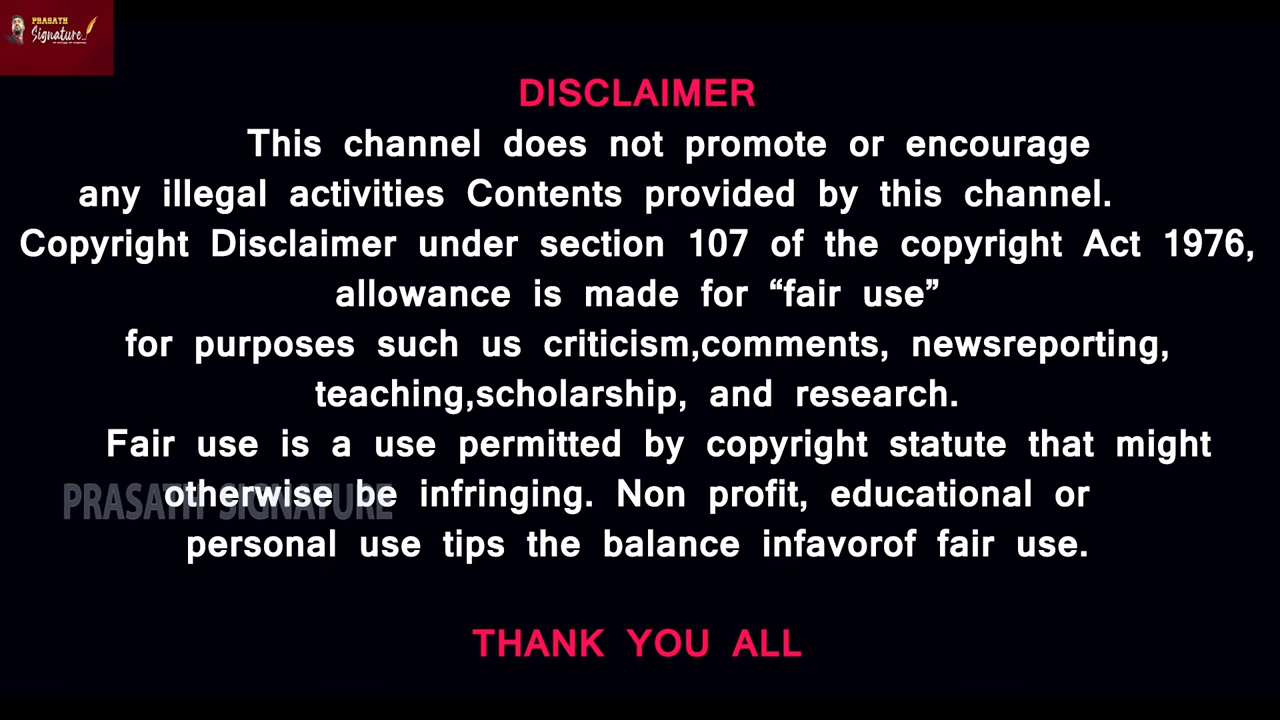 PRASATH
Signature
DISCLAIMER
This channel does not promote or encourage
any illegal activities Contents provided by this channel.
Copyright Disclaimer under section 107 of the copyright Act 1976,
allowance is made for “fair use”
for purposes such us criticism,comments, newsreporting,
teaching,scholarship, and research.
Fair use is a use permitted by copyright statute that might
otherwise be infringing. Non profit, educational or
PRASATH SIGNATURE
personal use tips the balance infavorof fair use.
THANK YOU ALL